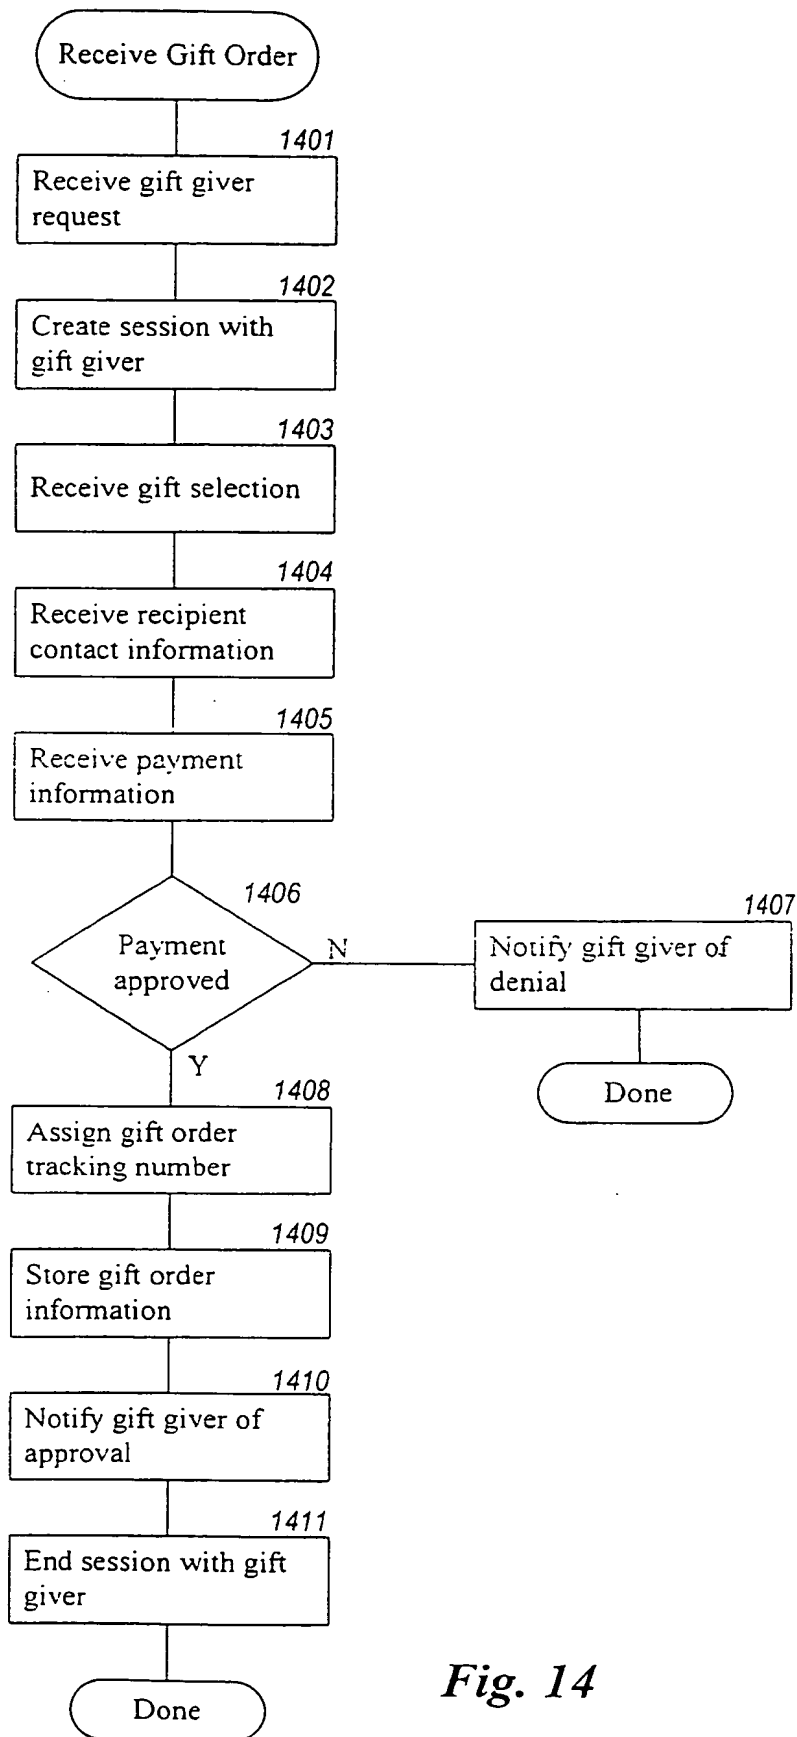 Receive Gift Order
1401
Receive gift giver
request
1402
Create session with
gift giver
1403
Receive gift selection
1404
Receive recipient
contact information
1405
Receive payment
information
1406
Payment
approved
N
1407
Notify gift giver of
denial
Done
Y
1408
Assign gift order
tracking number
1409
Store gift order
information
1410
Notify gift giver of
approval
1411
End session with gift
giver
Done
Fig. 14